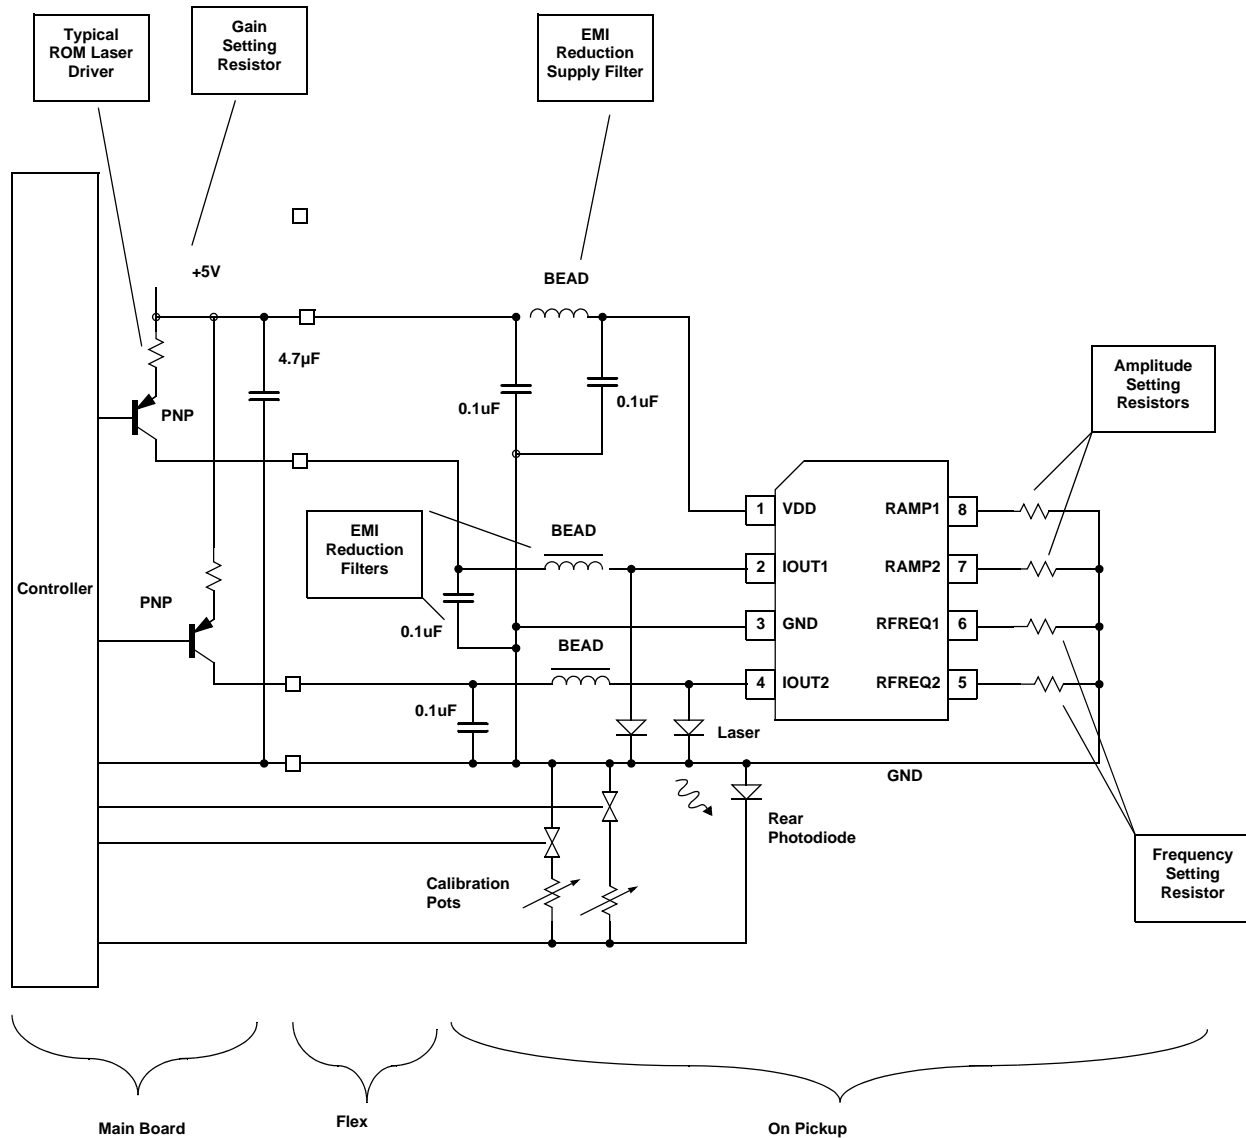 Typical
ROM Laser
Driver
Gain
Setting
Resistor
EMI
Reduction
Supply Filter
+5V
BEAD
4.7µF
0.1uF
0.1uF
PNP
Amplitude
Setting
Resistors
1 VDD
RAMP1 8
EMI
Reduction
Filters
BEAD
2 IOUT1
RAMP2 7
Controller
PNP
0.1uF
3 GND
RFREQ1 6
BEAD
4 IOUT2
RFREQ2 5
0.1uF
Laser
GND
Rear
Photodiode
Calibration
Pots
Frequency
Setting
Resistor
Main Board
Flex
On Pickup